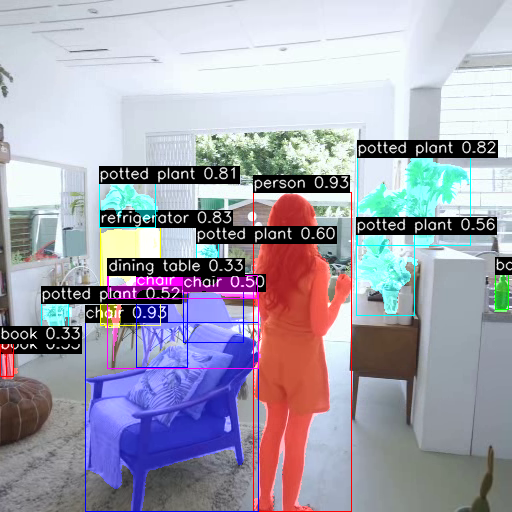 potted plant 0.82
potted plant 0.81
person 0.93
refrigerator 0.83
potted plant 0.56
potted plant 0.60
dining table 0.33
chair
chair 0.50
potted plant 0.52
chair 0.93
book 0.33